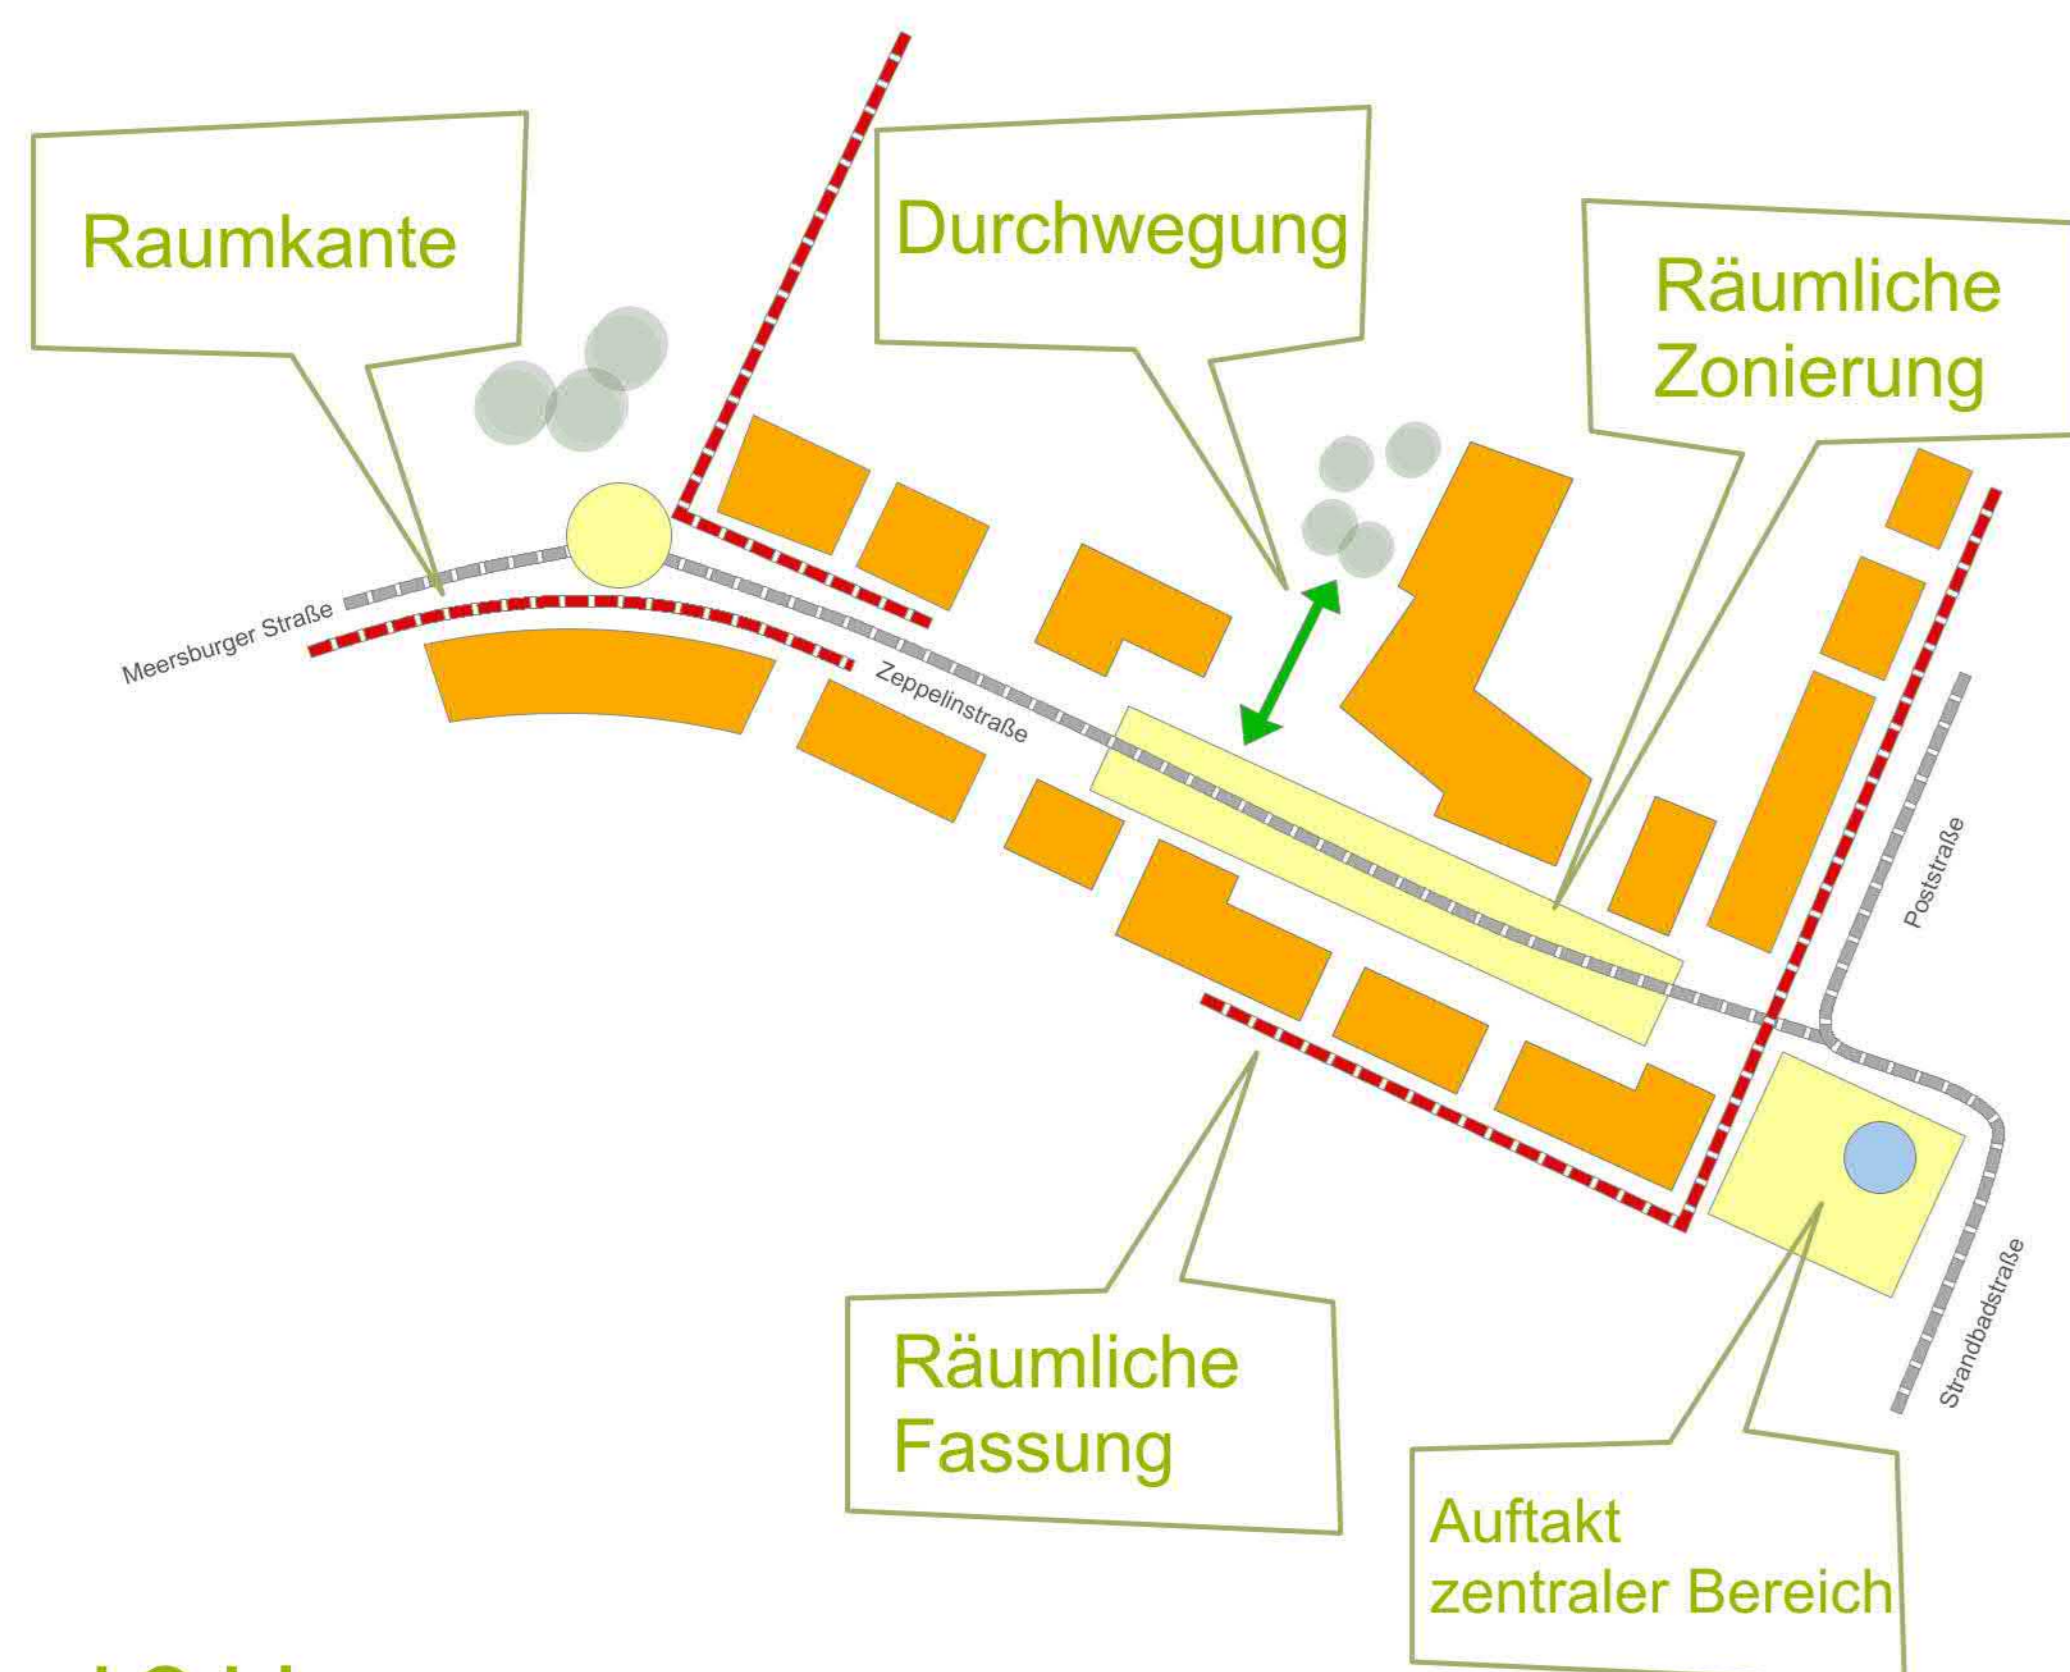 Raumkante
Durchwegung
Räumliche
Zonierung
Meersburger Straße
Zeppelinstraße
Poststraße
Strandbadstraße
Räumliche
Fassung
Auftakt
zentraler Bereich